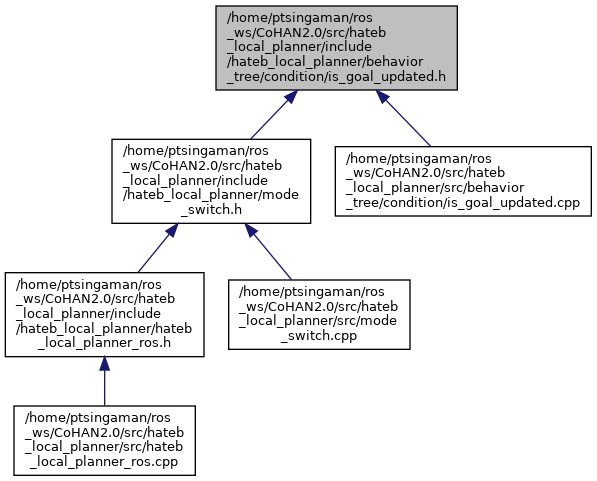 /home/ptsingaman/ros
_ws/CoHAN2.0/src/hateb
_local_planner/include
/hateb_local_planner/behavior
_tree/condition/is_goal_updated.h
/home/ptsingaman/ros
_ws/CoHAN2.0/src/hateb
_local_planner/include
/hateb_local_planner/mode
_switch.h
/home/ptsingaman/ros
_ws/CoHAN2.0/src/hateb
_local_planner/src/behavior
_tree/condition/is_goal_updated.cpp
/home/ptsingaman/ros
_ws/CoHAN2.0/src/hateb
_local_planner/include
/hateb_local_planner/hateb
_local_planner_ros.h
/home/ptsingaman/ros
_ws/CoHAN2.0/src/hateb
_local_planner/src/mode
_switch.cpp
/home/ptsingaman/ros
_ws/CoHAN2.0/src/hateb
_local_planner/src/hateb
_local_planner_ros.cpp